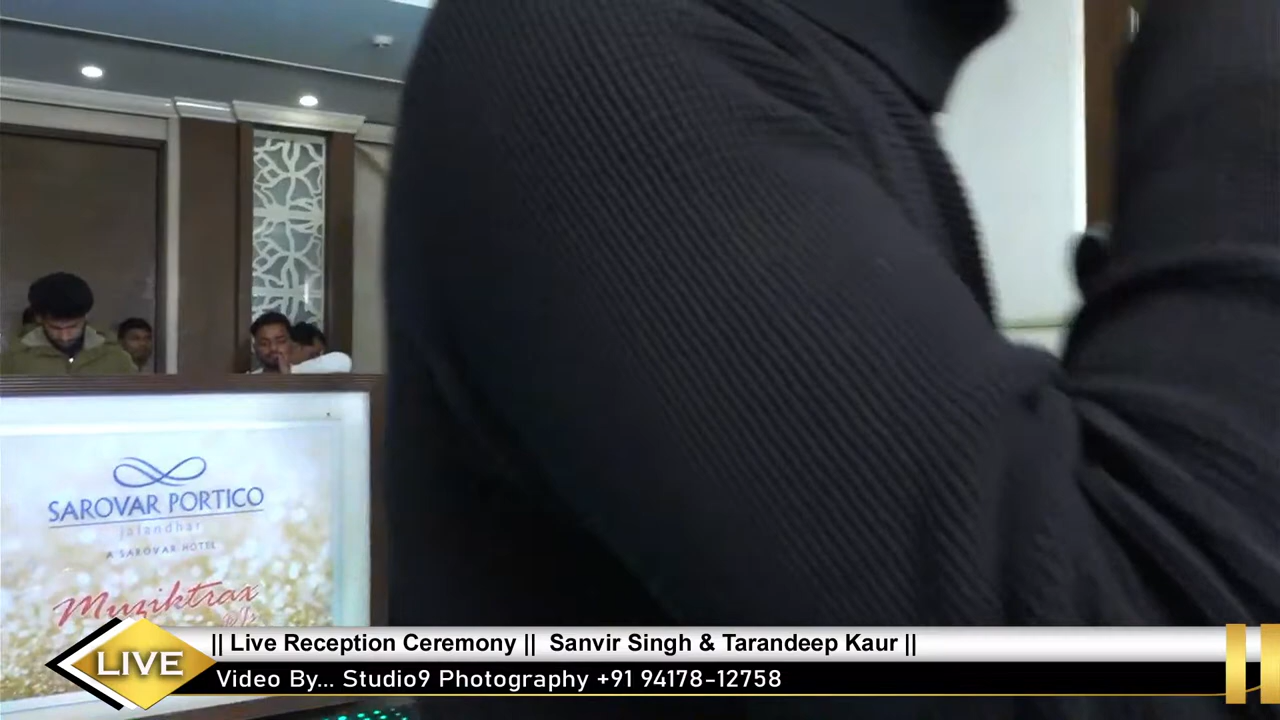 SAROVAR PORTICO
jalandhar
A SAROVAR HOTEL
Muziktrax
LIVE
|| Live Reception Ceremony || Sanvir Singh & Tarandeep Kaur ||
Video By... Studio9 Photography +91 94178-12758